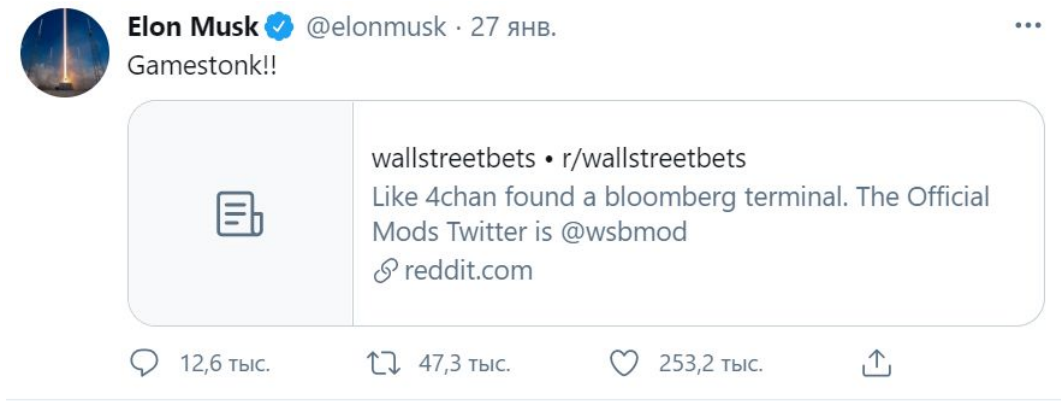 Elon Musk @elonmusk · 27 янв.
Gamestonk!!
wallstreetbets • r/wallstreetbets
Like 4chan found a bloomberg terminal. The Official
Mods Twitter is @wsbmod
reddit.com
12,6 тыс. 47,3 тыс. 253,2 тыс.